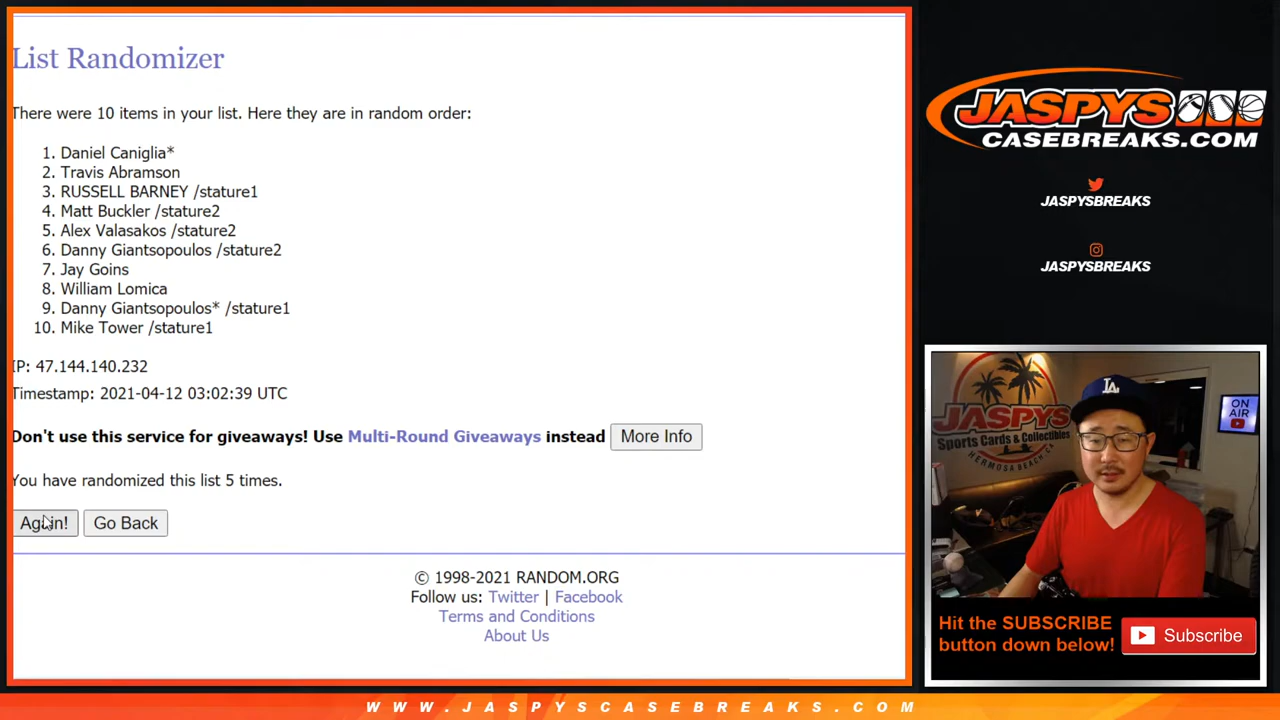 List Randomizer
There were 10 items in your list. Here they are in random order:
1. Daniel Caniglia*
2. Travis Abramson
3. RUSSELL BARNEY /stature1
4. Matt Buckler /stature2
5. Alex Valasakos /stature2
6. Danny Giantsopoulos /stature2
7. Jay Goins
8. William Lomica
9. Danny Giantsopoulos* /stature1
10. Mike Tower /stature1
IP: 47.144.140.232
Timestamp: 2021-04-12 03:02:39 UTC
Don't use this service for giveaways! Use Multi-Round Giveaways instead More Info
You have randomized this list 5 times.
Again! Go Back
© 1998-2021 RANDOM.ORG
Follow us: Twitter | Facebook
Terms and Conditions
About Us
JASPYS
CASEBREAKS.COM
JASPYSBREAKS
JASPYSBREAKS
JASPYS
Sports Cards & Collectibles
HERMOSA BEACH, CA
LA
ON
AIR
Hit the SUBSCRIBE
button down below!
Subscribe
WWW.JASPYSCASEBREAKS.COM